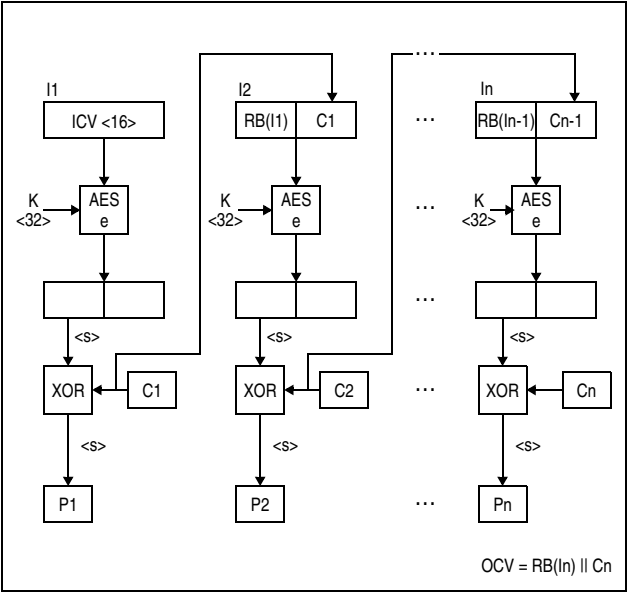 ...
I1 I2 In
ICV <16> RB(I1) C1 ... RB(In-1) Cn-1
K AES K AES ... K AES
<32> e <32> e <32> e
...
<s> <s> <s>
XOR C1 XOR C2 ... XOR Cn
<s> <s> <s>
P1 P2 ... Pn
OCV = RB(In) || Cn